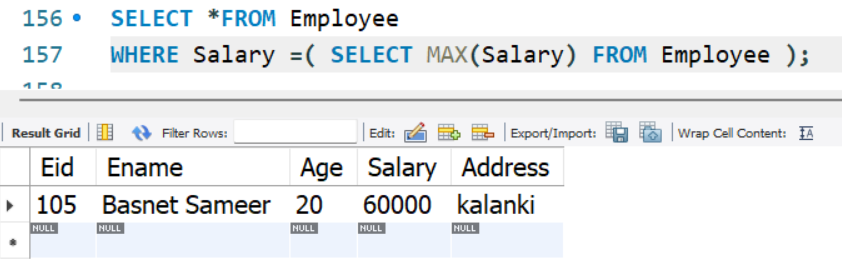 156 SELECT *FROM Employee
157 WHERE Salary =( SELECT MAX(Salary) FROM Employee );
Result Grid Filter Rows: Edit: Export/Import: Wrap Cell Content: IA
Eid Ename Age Salary Address
105 Basnet Sameer 20 60000 kalanki
NULL NULL NULL NULL NULL